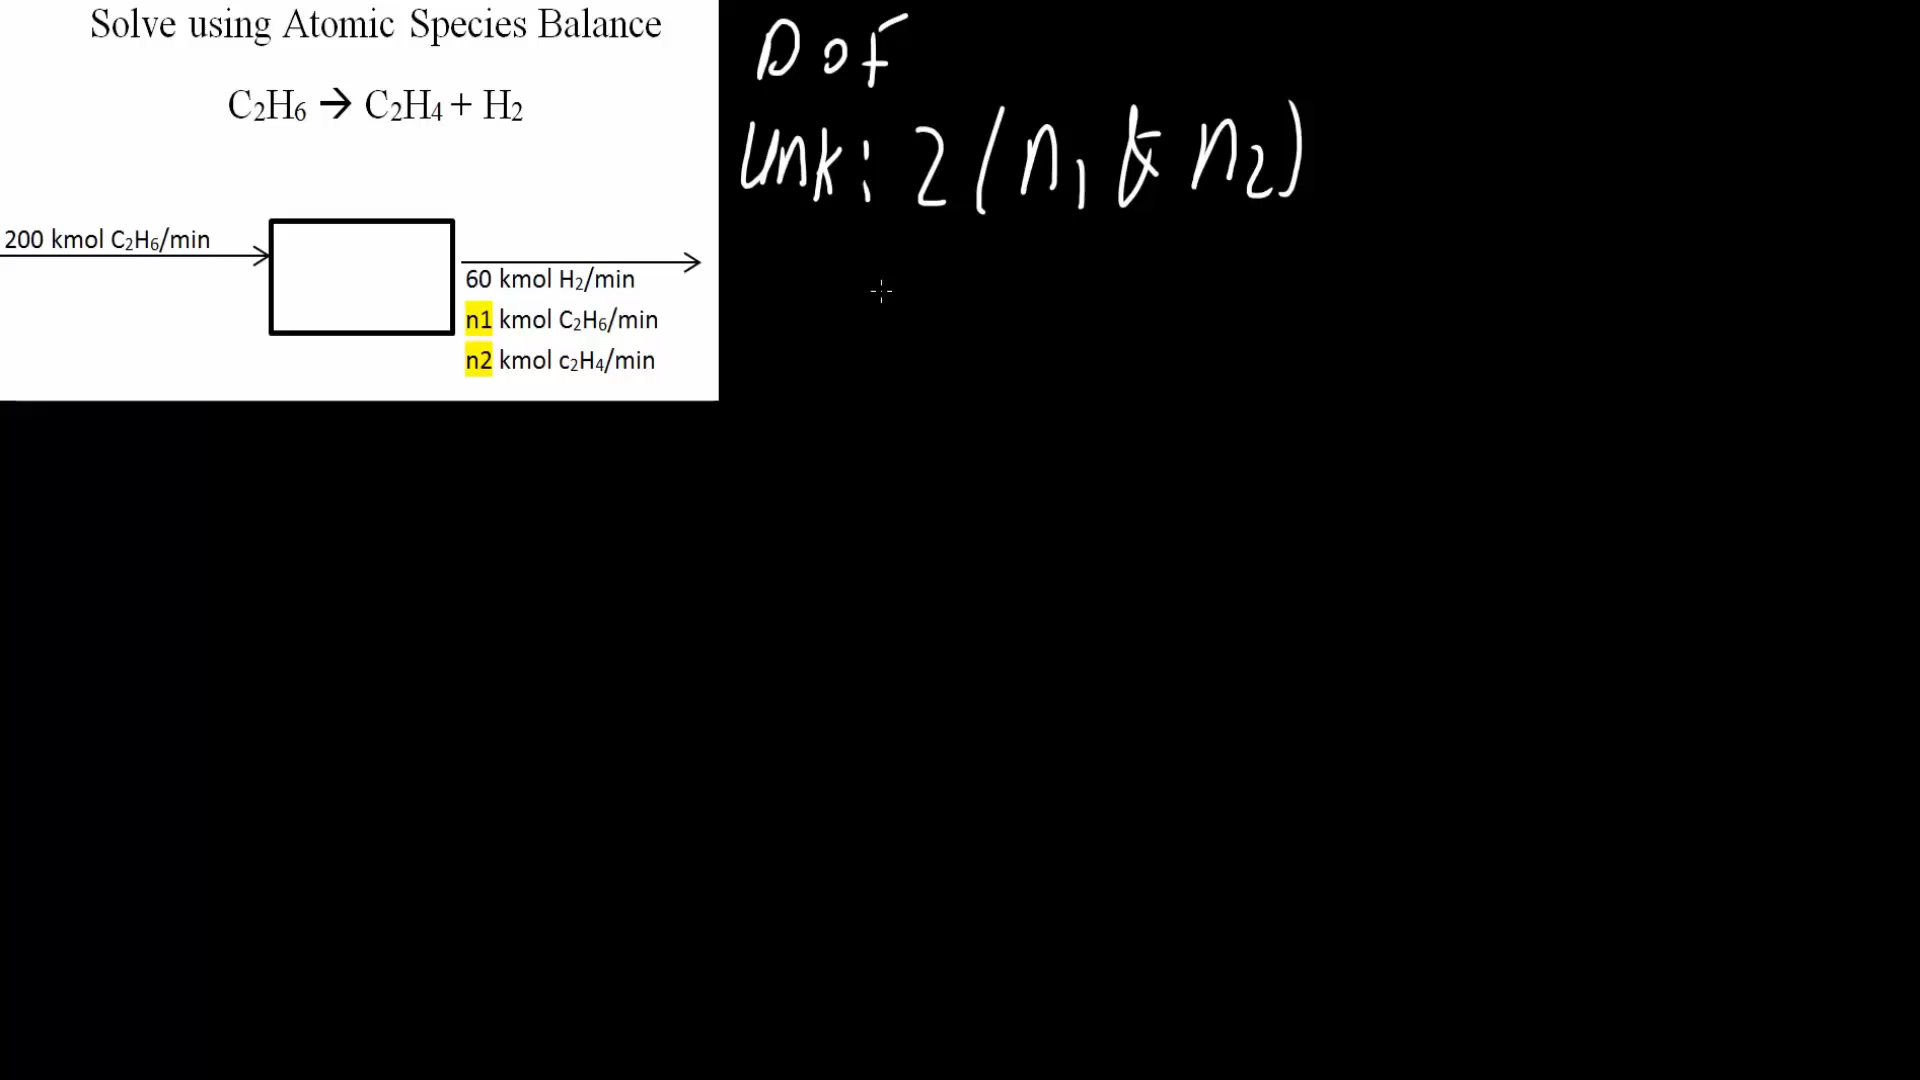 Solve using Atomic Species Balance
C₂H₆ → C₂H₄ + H₂
200 kmol C₂H₆/min
60 kmol H₂/min
n1 kmol C₂H₆/min
n2 kmol c₂H₄/min
DOF
Unk: 2 (n₁ & n₂)